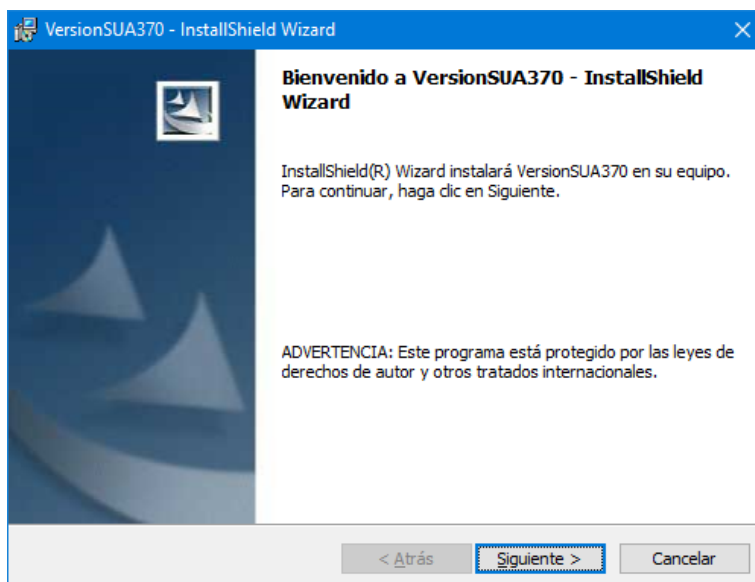 VersionSUA370 - InstallShield Wizard
Bienvenido a VersionSUA370 - InstallShield
Wizard
InstallShield(R) Wizard instalará VersionSUA370 en su equipo.
Para continuar, haga clic en Siguiente.
ADVERTENCIA: Este programa está protegido por las leyes de
derechos de autor y otros tratados internacionales.
< Atrás
Siguiente >
Cancelar